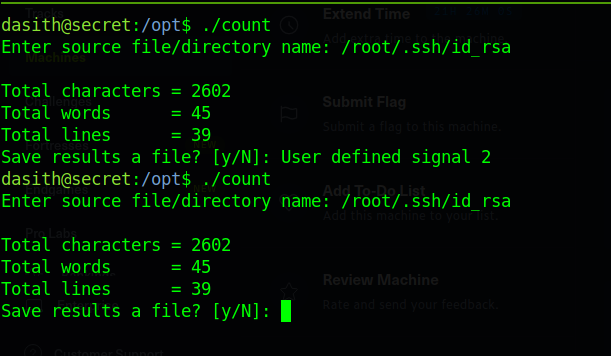 Tracks
Extend Time
dasith@secret:/opt$ ./count
Enter source file/directory name: /root/.ssh/id_rsa
Machines
Total characters = 2602
Submit Flag
Total words      = 45
Submit a flag to this machine.
Total lines      = 39
Save results a file? [y/N]: User defined signal 2
dasith@secret:/opt$ ./count
Add To-Do List
Enter source file/directory name: /root/.ssh/id_rsa
Add this machine to your list.
Pro Labs
Total characters = 2602
Total words      = 45
Review Machine
Total lines      = 39
Rate and send your feedback.
Save results a file? [y/N]:
Customer Support